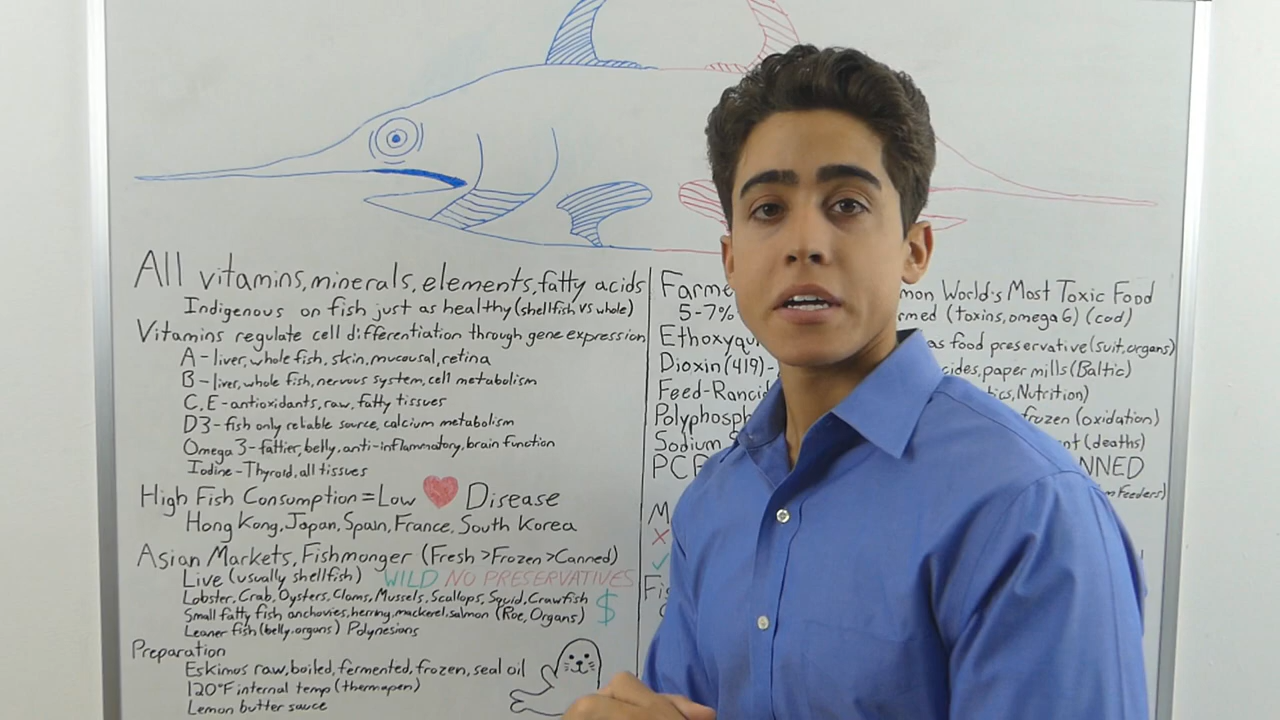 All vitamins, minerals, elements, fatty acids
Indigenous on fish just as healthy (shellfish vs whole)
Vitamins regulate cell differentiation through gene expression
A-liver, whole fish, skin, mucousal, retina
B-liver, whole fish, nervous system, cell metabolism
C, E-antioxidants, raw, fatty tissues
D3-fish only reliable source, calcium metabolism
Omega 3-fattier, belly, anti-inflammatory, brain function
Iodine-Thyroid, all tissues
High Fish Consumption = Low Disease
Hong Kong, Japan, Spain, France, South Korea
Asian Markets, Fishmonger (Fresh >Frozen >Canned)
Live (usually shellfish) WILD NO PRESERVATIVES
Lobster, Crab, Oysters, Clams, Mussels, Scallops, Squid, Crawfish $
Small fatty fish anchovies, herring, mackerel, salmon (Roe, Organs)
Leaner fish (belly, organs) Polynesions
Preparation
Eskimos raw, boiled, fermented, frozen, seal oil
120°F internal temp (thermapen)
Lemon butter sauce
Farme mon World's Most Toxic Food
5-7% rmed (toxins, omega 6) (cod)
Ethoxyqu as food preservative (suit, organs)
Dioxin (419)- cides, paper mills (Baltic)
Feed-Rancid ics, Nutrition)
Polyphosph frozen (oxidation)
Sodium nt (deaths)
PCB NNED
m Feeders)
M
Fis